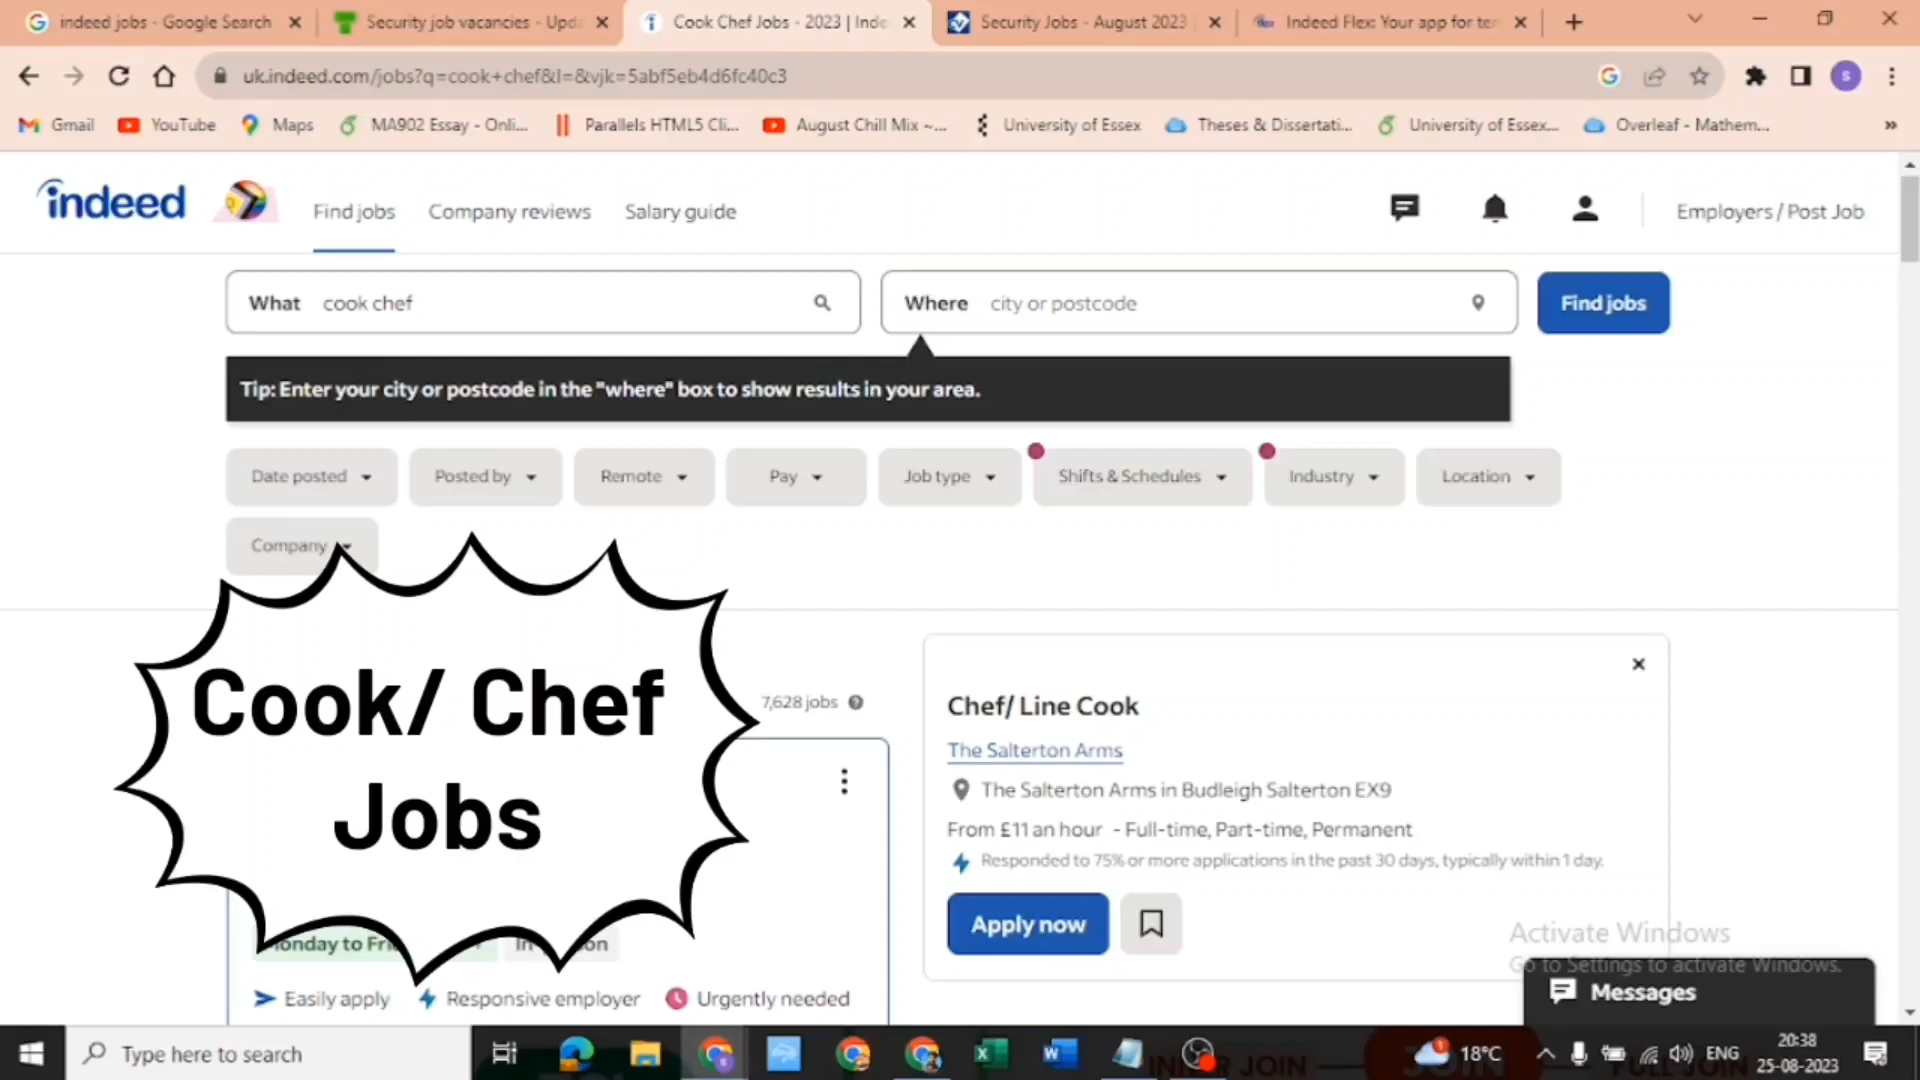 indeed jobs - Google Search
Security job vacancies - Upda
Cook Chef Jobs - 2023 | Inde
Security Jobs - August 2023
Indeed Flex: Your app for tem
uk.indeed.com/jobs?q=cook+chef&l=&vjk=5abf5eb4d6fc40c3
S
Gmail
YouTube
Maps
MA902 Essay - Onli...
Parallels HTML5 Cli...
August Chill Mix ~...
University of Essex
Theses & Dissertati...
University of Essex...
Overleaf - Mathem...
indeed
Find jobs
Company reviews
Salary guide
Employers / Post Job
What cook chef
Where city or postcode
Find jobs
Tip: Enter your city or postcode in the "where" box to show results in your area.
Date posted
Posted by
Remote
Pay
Job type
Shifts & Schedules
Industry
Location
Company
Cook/ Chef
Jobs
7,628 jobs
Chef/ Line Cook
The Salterton Arms
The Salterton Arms in Budleigh Salterton EX9
From £11 an hour - Full-time, Part-time, Permanent
Responded to 75% or more applications in the past 30 days, typically within 1 day.
Apply now
Monday to Fri
Easily apply
Responsive employer
Urgently needed
Activate Windows
Go to Settings to activate Windows.
Messages
Type here to search
18°C
ENG
20:38
25-08-2023